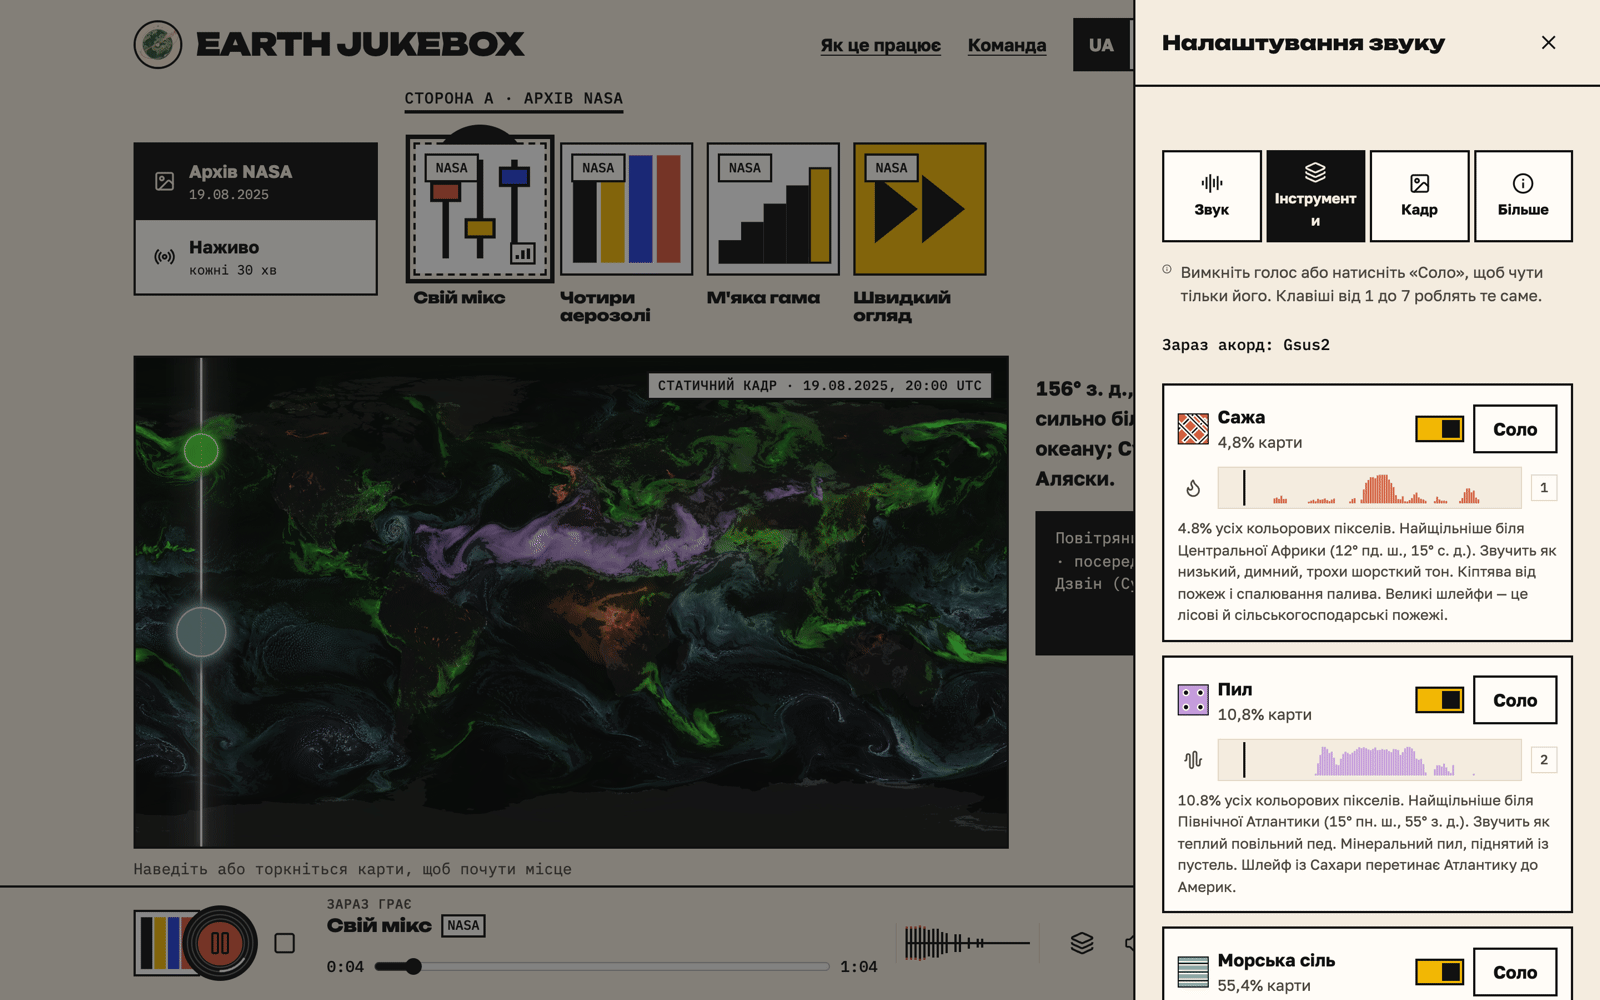 EARTH JUKEBOX
Як це працює
Команда
UA
СТОРОНА А · АРХІВ NASA
Архів NASA
19.08.2025
Наживо
кожні 30 хв
NASA
Свій мікс
NASA
Чотири
аерозолі
NASA
М'яка гама
NASA
Швидкий
огляд
СТАТИЧНИЙ КАДР · 19.08.2025, 20:00 UTC
156° з. д.,
сильно
океану;
Аляски.
Повітрян
· посеред
Дзвін
Наведіть або торкніться карти, щоб почути місце
ЗАРАЗ ГРАЄ
Свій мікс NASA
0:04
1:04
Налаштування звуку
Звук
Інструмент
и
Кадр
Більше
Вимкніть голос або натисніть «Соло», щоб чути
тільки його. Клавіші від 1 до 7 роблять те саме.
Зараз акорд: Gsus2
Сажа
4,8% карти
Соло
1
4.8% усіх кольорових пікселів. Найщільніше біля
Центральної Африки (12° пд. ш., 15° с. д.). Звучить як
низький, димний, трохи шорсткий тон. Кіптява від
пожеж і спалювання палива. Великі шлейфи — це
лісові й сільськогосподарські пожежі.
Пил
10,8% карти
Соло
2
10.8% усіх кольорових пікселів. Найщільніше біля
Північної Атлантики (15° пн. ш., 55° з. д.). Звучить як
теплий повільний пед. Мінеральний пил, піднятий із
пустель. Шлейф із Сахари перетинає Атлантику до
Америк.
Морська сіль
55,4% карти
Соло